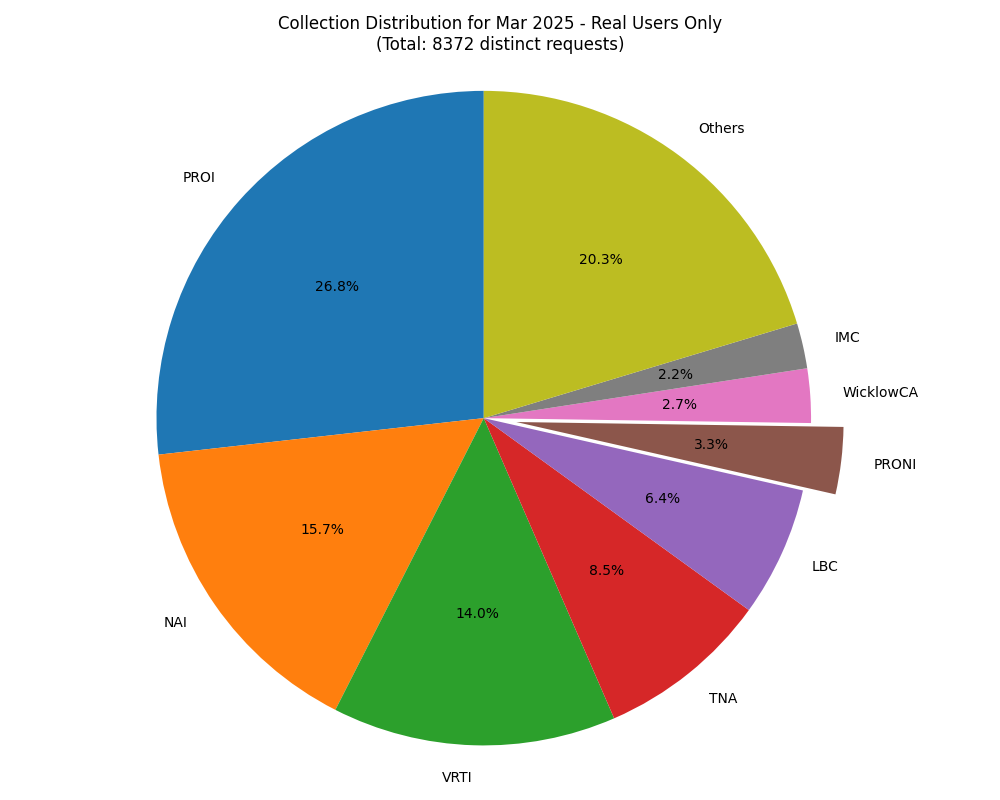 Collection Distribution for Mar 2025 - Real Users Only
(Total: 8372 distinct requests)
Others
PROI
20.3%
26.8%
IMC
2.2%
WicklowCA
2.7%
3.3%
PRONI
6.4%
15.7%
LBC
8.5%
14.0%
NAI
TNA
VRTI